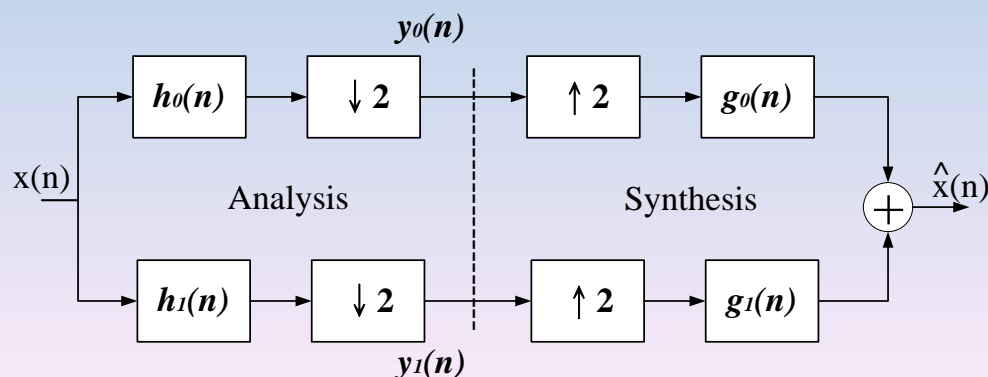 y₀(n)
h₀(n) ↓ 2 ↑ 2 g₀(n)
x(n) Analysis Synthesis + x̂(n)
h₁(n) ↓ 2 ↑ 2 g₁(n)
y₁(n)